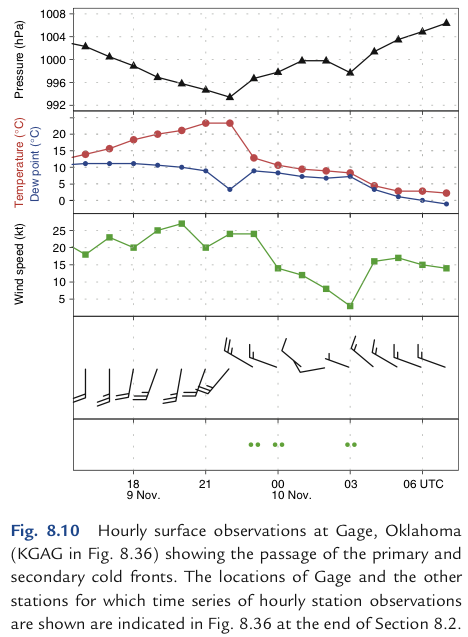 1008
1004
1000
996
992
Pressure (hPa)
20
15
10
5
0
Temperature (°C)
Dew point (°C)
25
20
15
10
5
Wind speed (kt)
18 21 00 03 06 UTC
9 Nov. 10 Nov.
Fig. 8.10 Hourly surface observations at Gage, Oklahoma
(KGAG in Fig. 8.36) showing the passage of the primary and
secondary cold fronts. The locations of Gage and the other
stations for which time series of hourly station observations
are shown are indicated in Fig. 8.36 at the end of Section 8.2.